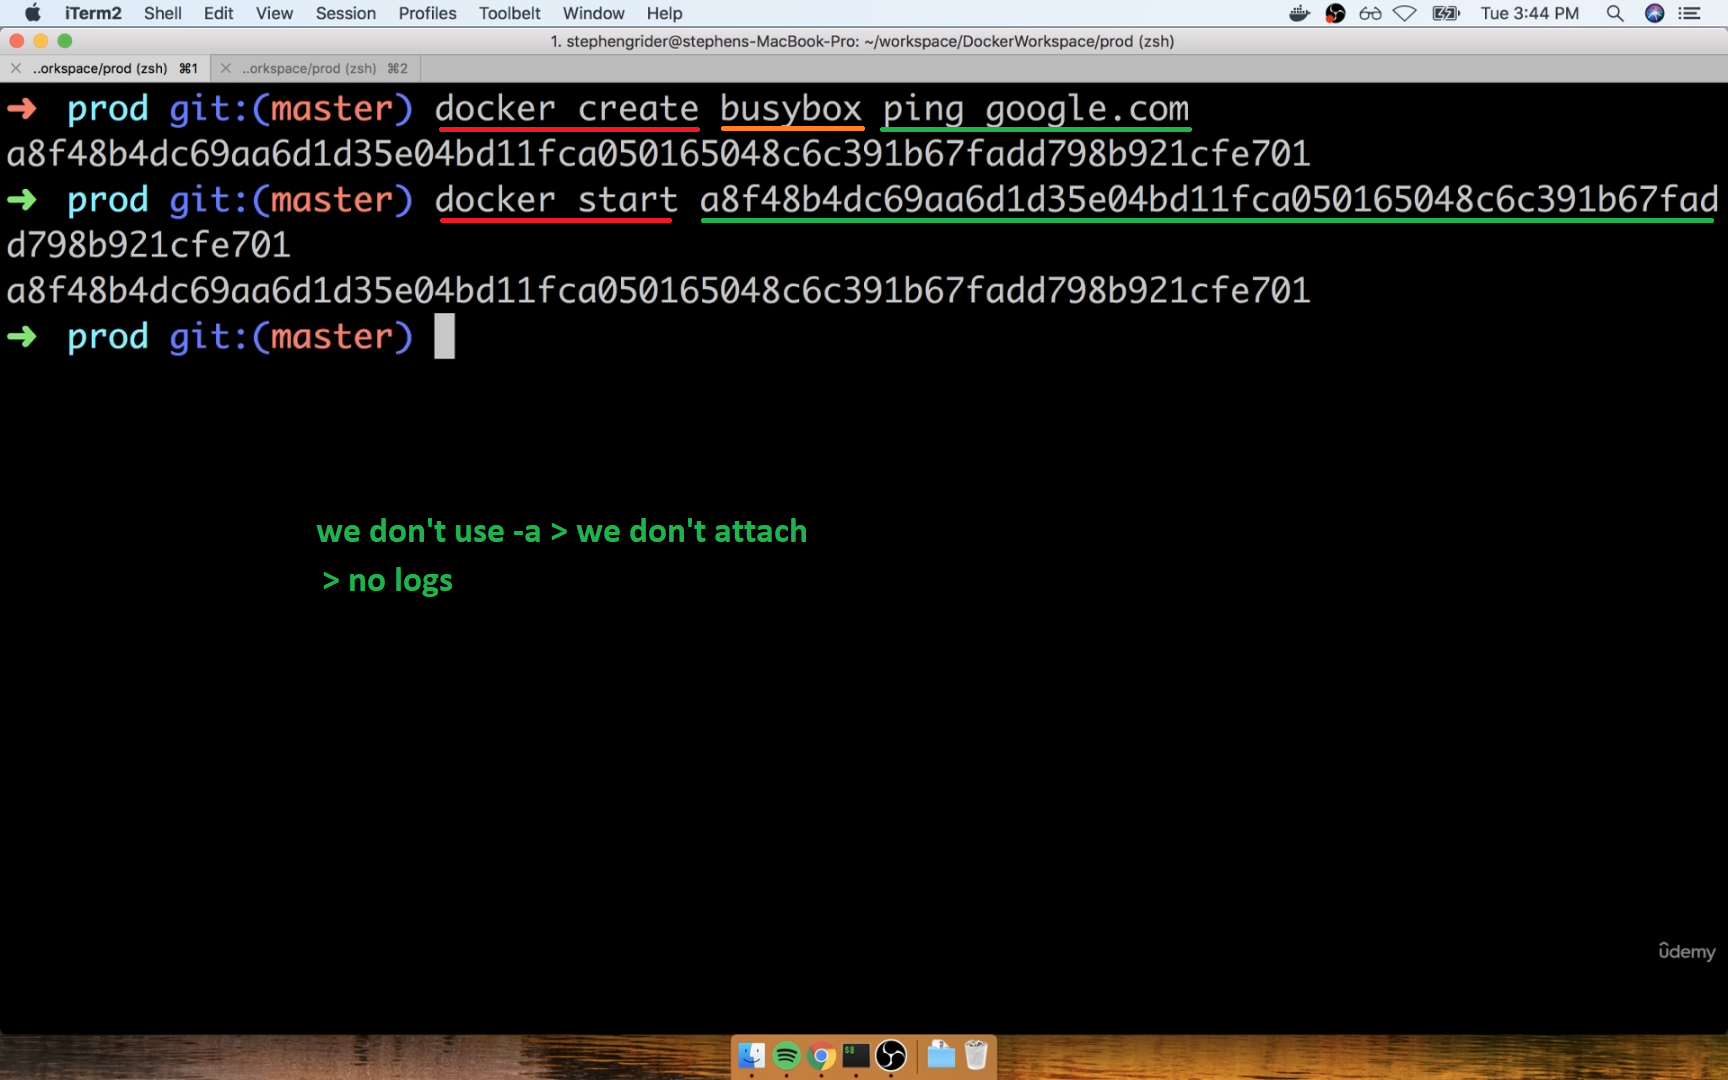 iTerm2 Shell Edit View Session Profiles Toolbelt Window Help Tue 3:44 PM
1. stephengrider@stephens-MacBook-Pro: ~/workspace/DockerWorkspace/prod (zsh)
..orkspace/prod (zsh) ⌘1 ..orkspace/prod (zsh) ⌘2
➜ prod git:(master) docker create busybox ping google.com
a8f48b4dc69aa6d1d35e04bd11fca050165048c6c391b67fadd798b921cfe701
➜ prod git:(master) docker start a8f48b4dc69aa6d1d35e04bd11fca050165048c6c391b67fad
d798b921cfe701
a8f48b4dc69aa6d1d35e04bd11fca050165048c6c391b67fadd798b921cfe701
➜ prod git:(master)
we don't use -a > we don't attach
> no logs
ûdemy